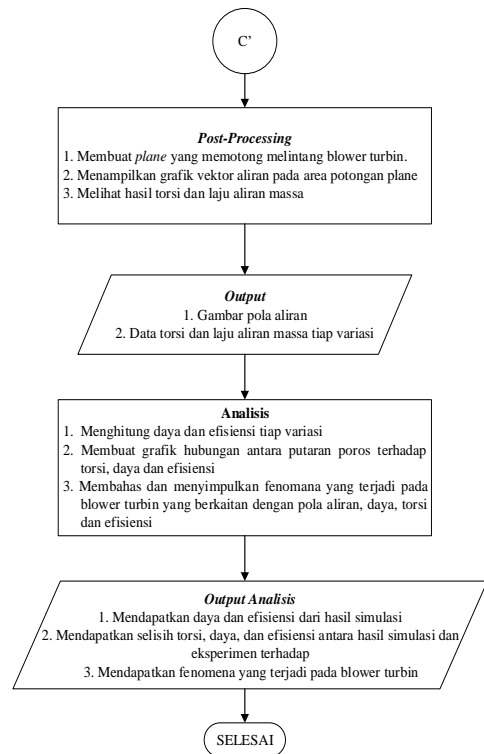 C’
Post-Processing
1. Membuat plane yang memotong melintang blower turbin.
2. Menampilkan grafik vektor aliran pada area potongan plane
3. Melihat hasil torsi dan laju aliran massa
Output
1. Gambar pola aliran
2. Data torsi dan laju aliran massa tiap variasi
Analisis
1. Menghitung daya dan efisiensi tiap variasi
2. Membuat grafik hubungan antara putaran poros terhadap
torsi, daya dan efisiensi
3. Membahas dan menyimpulkan fenomana yang terjadi pada
blower turbin yang berkaitan dengan pola aliran, daya, torsi
dan efisiensi
Output Analisis
1. Mendapatkan daya dan efisiensi dari hasil simulasi
2. Mendapatkan selisih torsi, daya, dan efisiensi antara hasil simulasi dan
eksperimen terhadap
3. Mendapatkan fenomena yang terjadi pada blower turbin
SELESAI